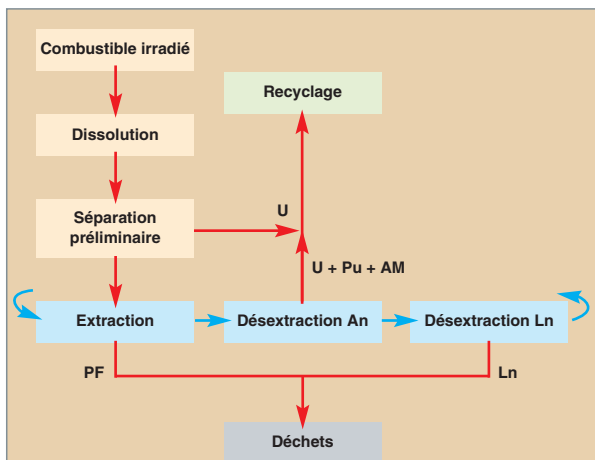 Combustible irradié
Recyclage
Dissolution
Séparation
préliminaire
U
U + Pu + AM
Extraction
Désextraction An
Désextraction Ln
PF
Ln
Déchets